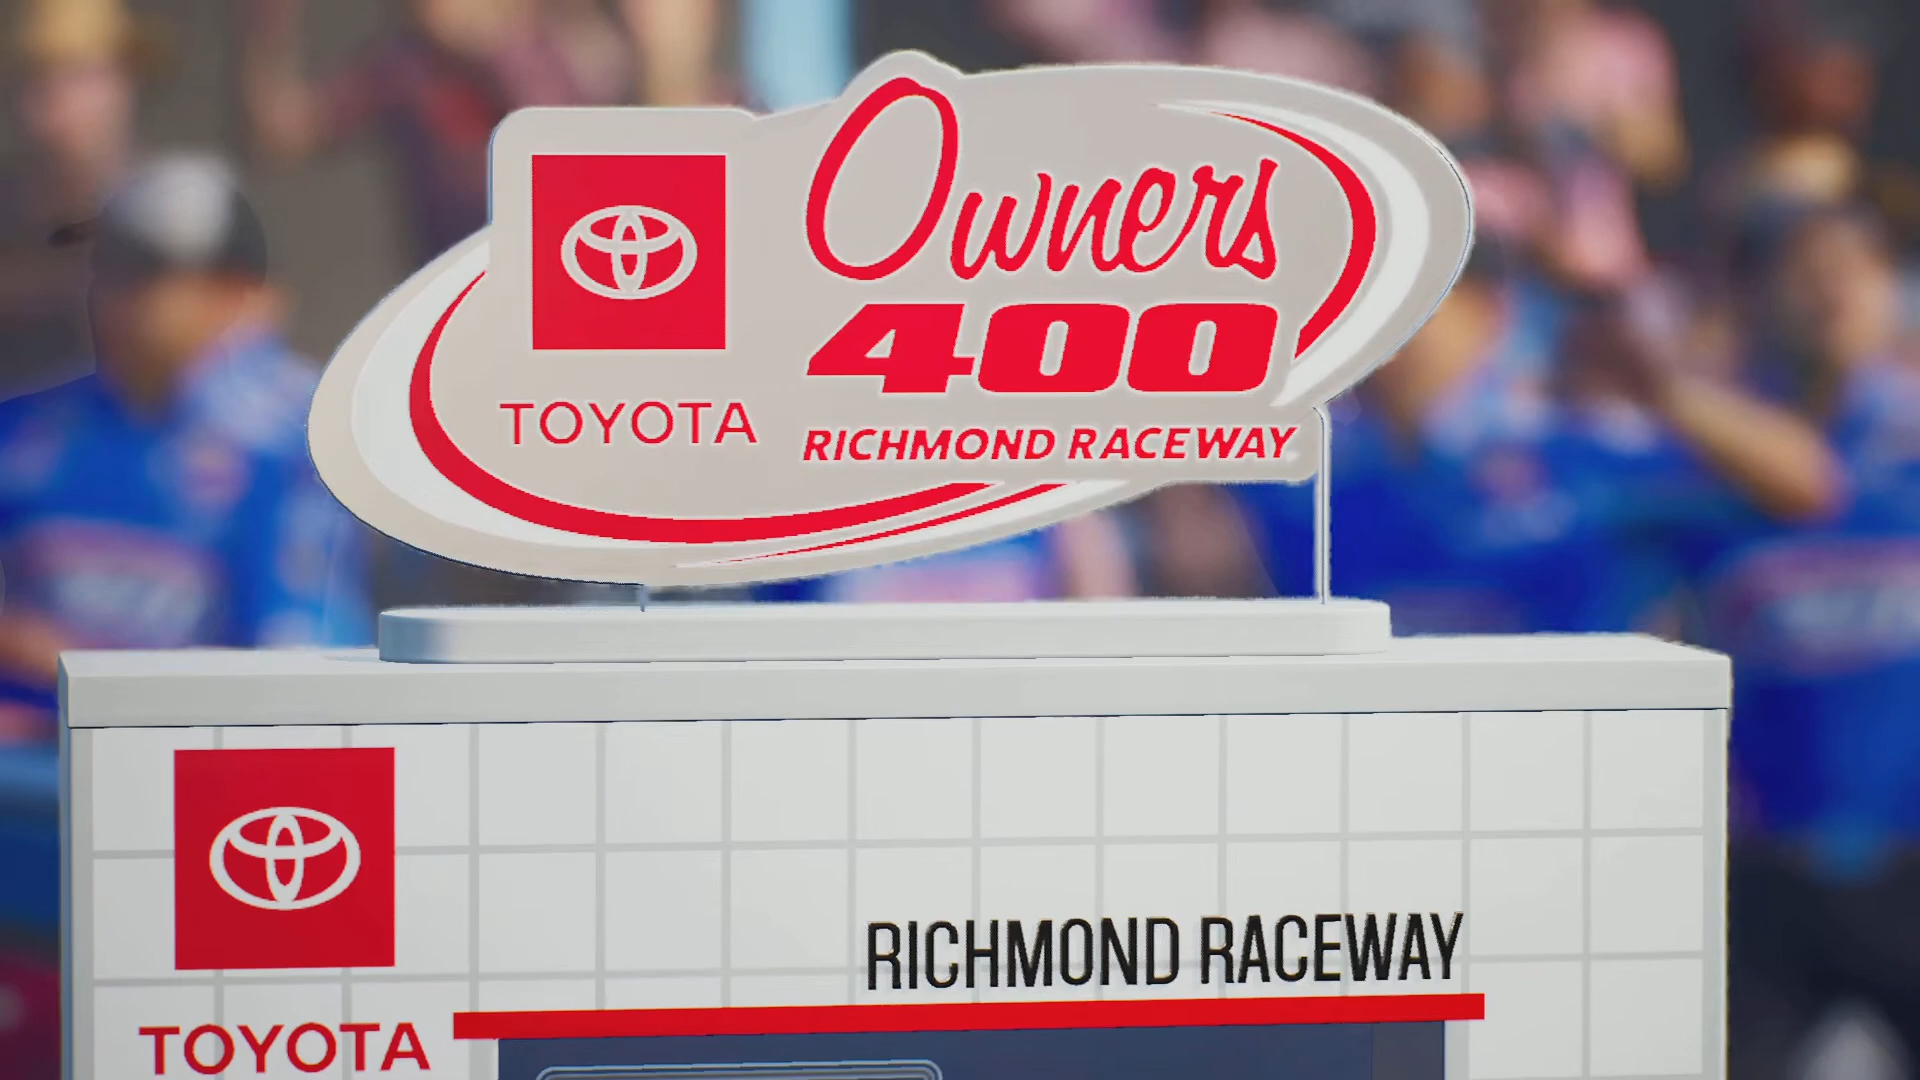 Owners
400
TOYOTA
RICHMOND RACEWAY
RICHMOND RACEWAY
TOYOTA